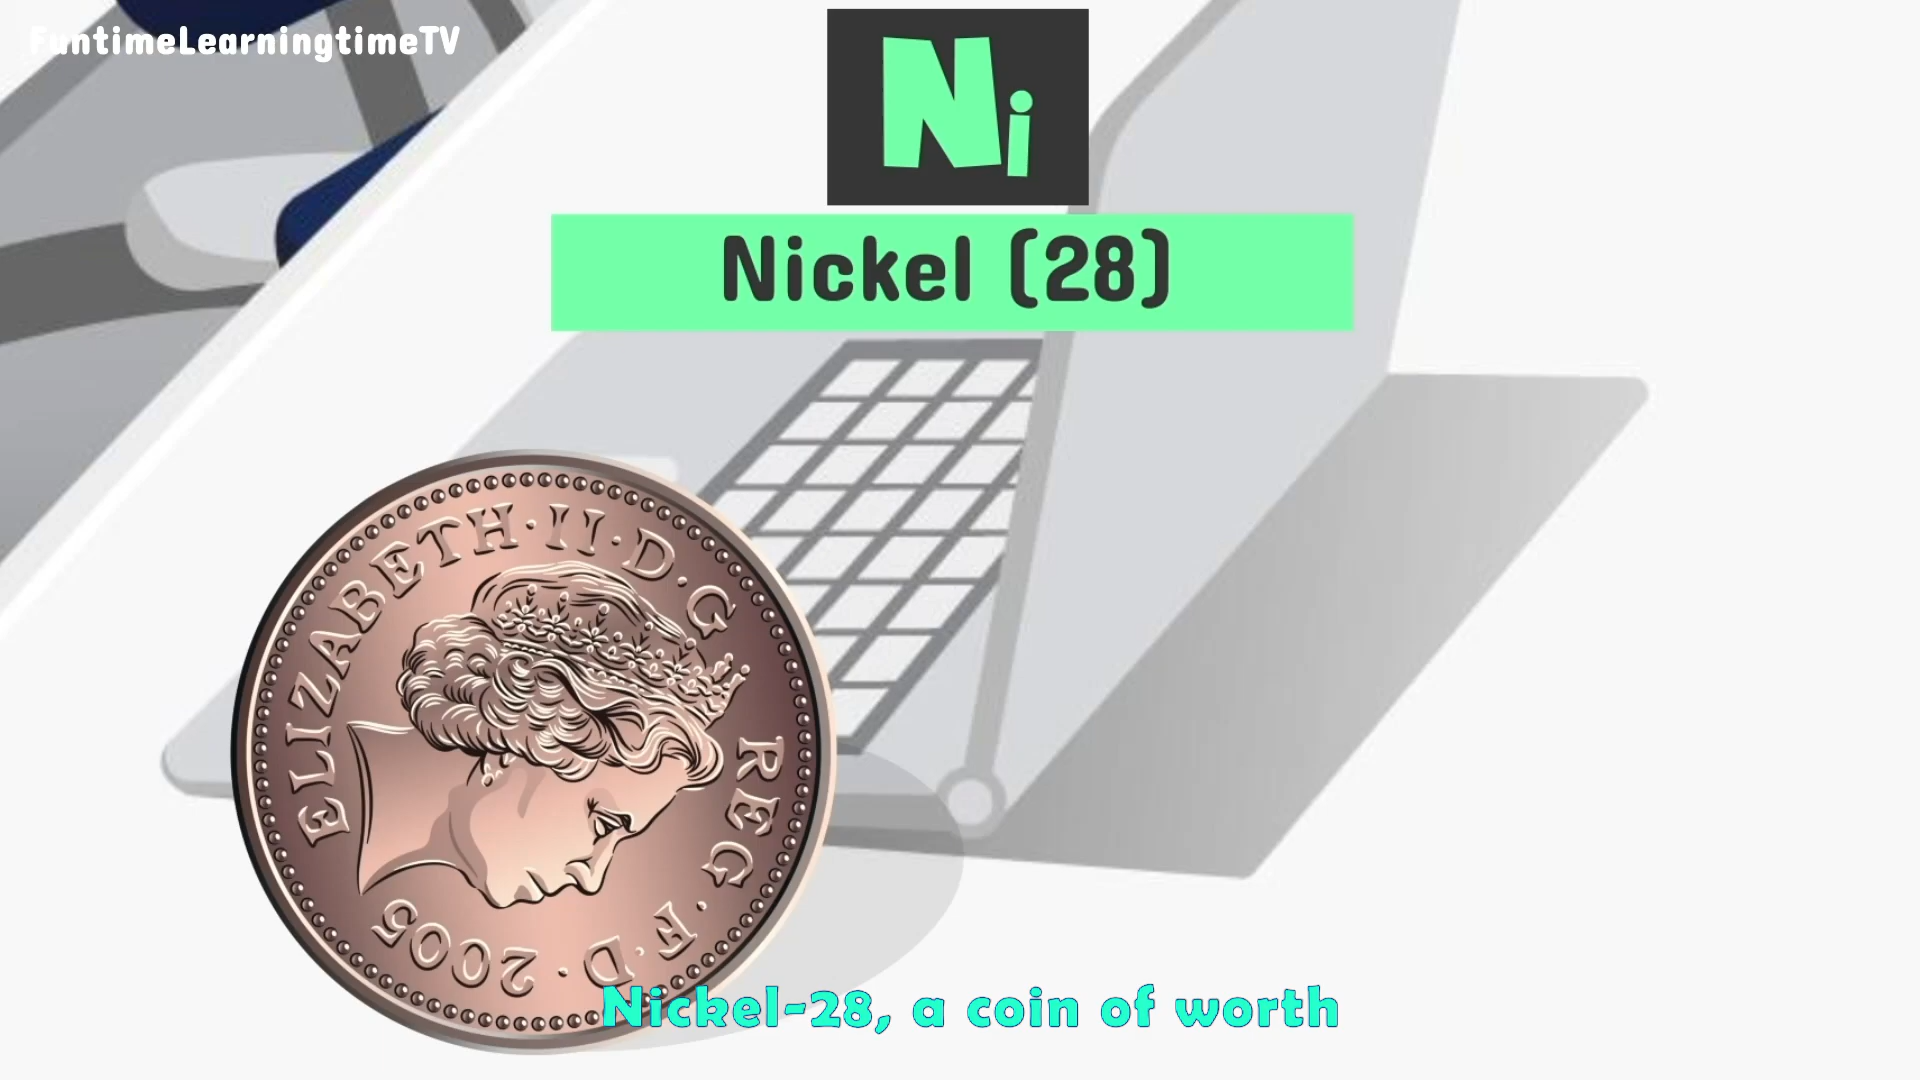 FuntimeLearningtimeTV
Ni
Nickel (28)
ELIZABETH·II·D·G
REG·F·D·2005
Nickel-28, a coin of worth